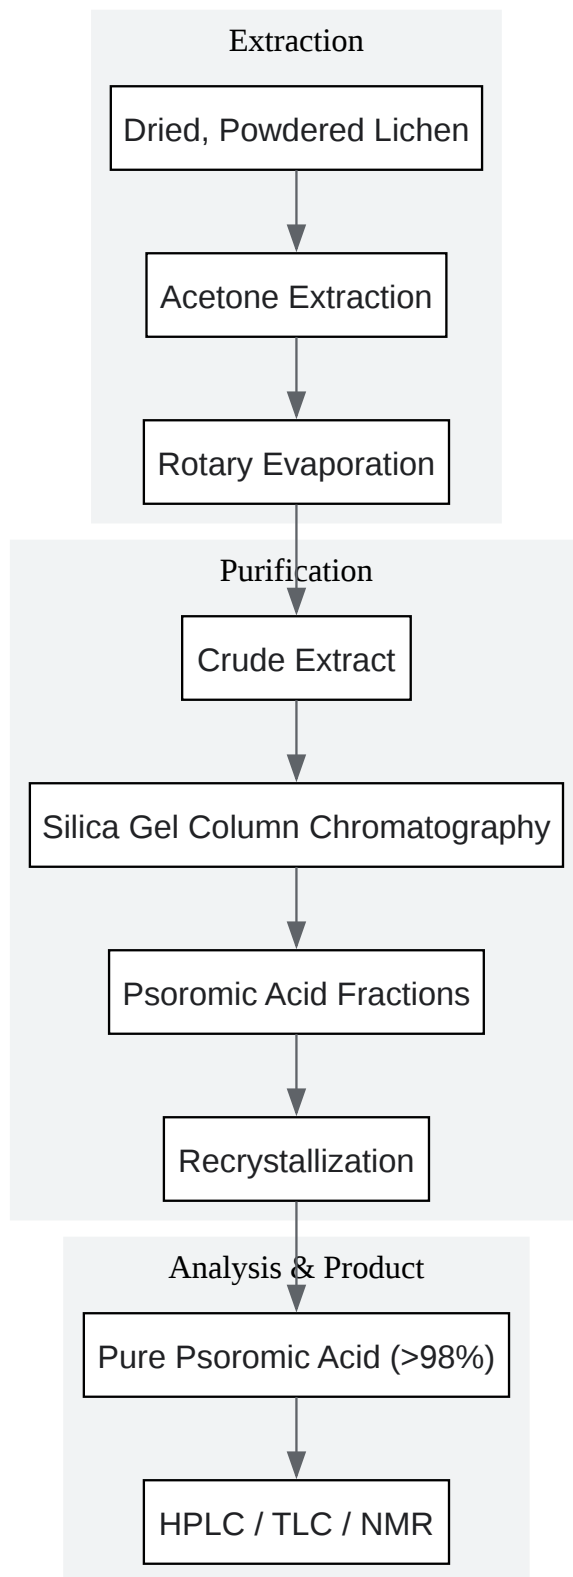 Extraction
Dried, Powdered Lichen
Acetone Extraction
Rotary Evaporation
Purification
Crude Extract
Silica Gel Column Chromatography
Psoromic Acid Fractions
Recrystallization
Analysis & Product
Pure Psoromic Acid (>98%)
HPLC / TLC / NMR